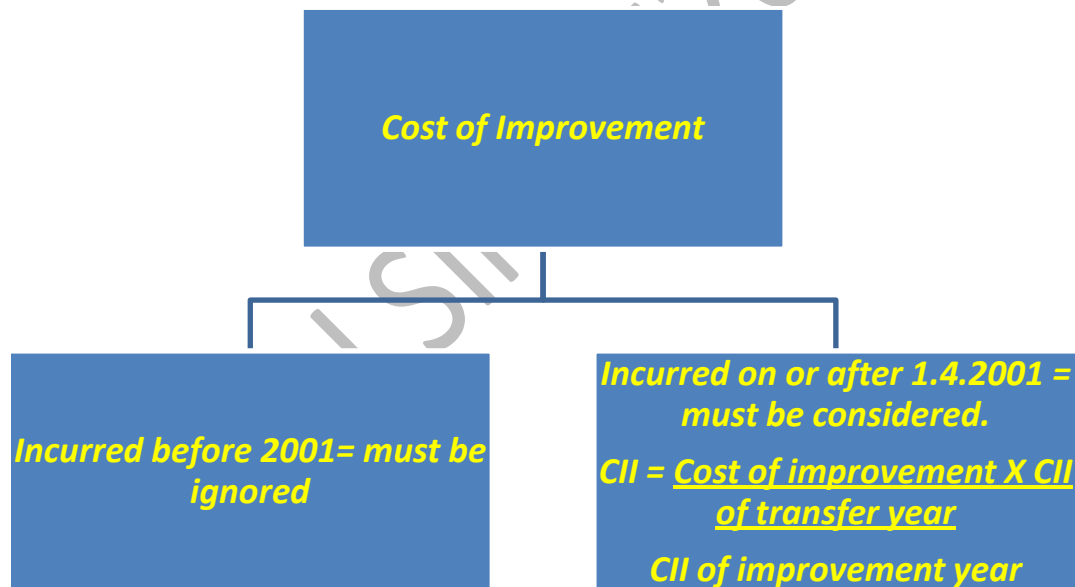 Cost of Improvement
Incurred before 2001= must be
ignored
Incurred on or after 1.4.2001 =
must be considered.
CII = Cost of improvement X CII
of transfer year
CII of improvement year